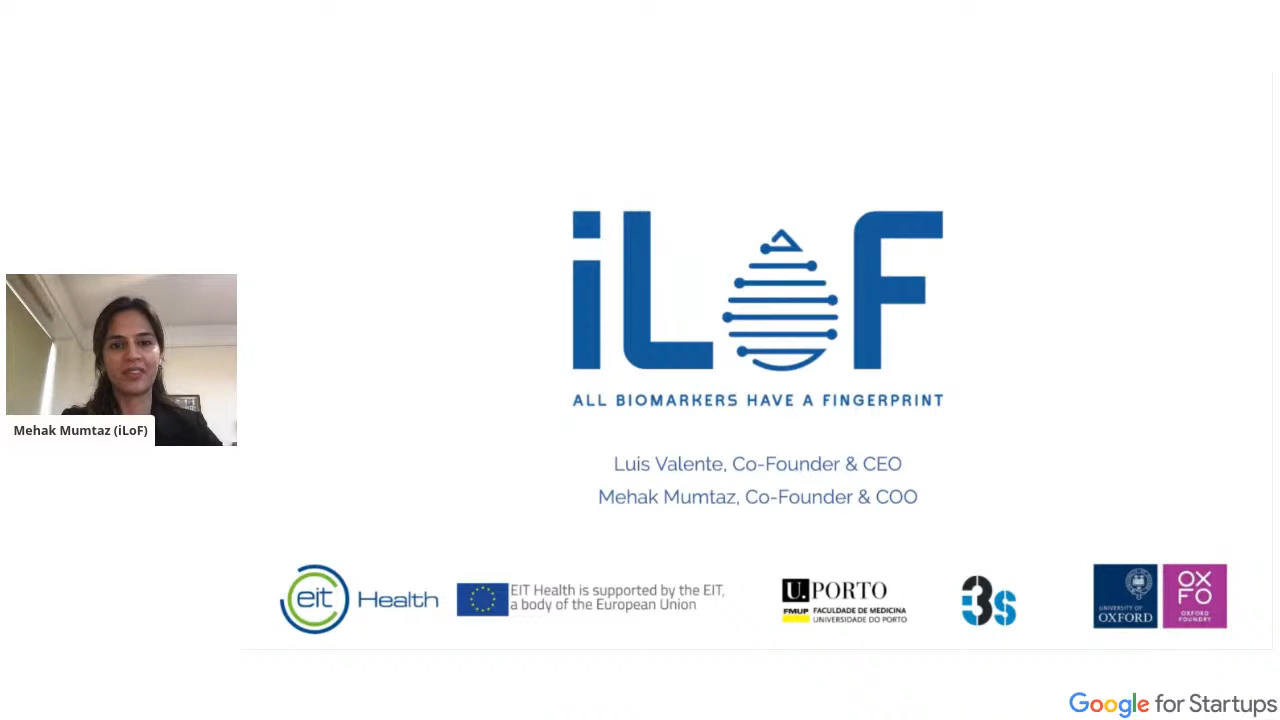 iLoF
ALL BIOMARKERS HAVE A FINGERPRINT
Mehak Mumtaz (iLoF)
Luis Valente, Co-Founder & CEO
Mehak Mumtaz, Co-Founder & COO
eit Health
EIT Health is supported by the EIT,
a body of the European Union
U. PORTO
FMUP FACULDADE DE MEDICINA
UNIVERSIDADE DO PORTO
i3s
UNIVERSITY OF
OXFORD
OX
FO
OXFORD
FOUNDRY
Google for Startups